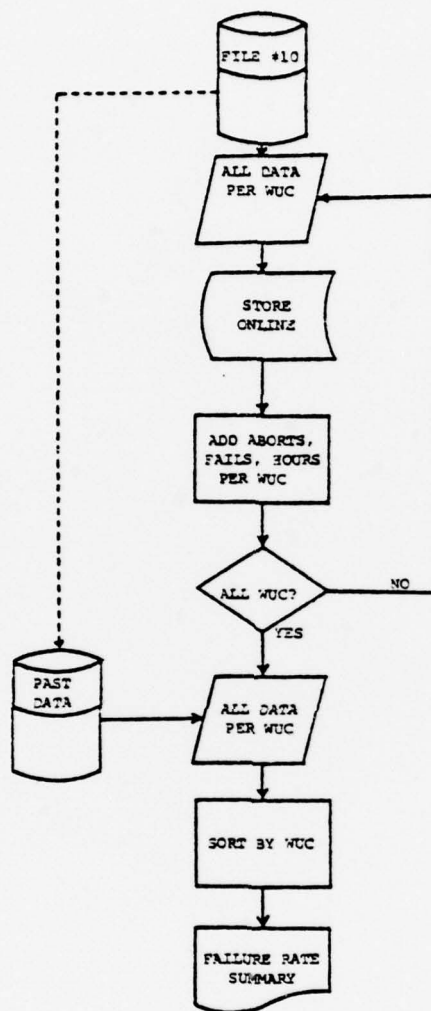 FILE #10
ALL DATA
PER WUC
STORE
ONLINE
ADD ABORTS,
FAILS, HOURS
PER WUC
ALL WUC?
NO
YES
PAST
DATA
ALL DATA
PER WUC
SORT BY WUC
FAILURE RATE
SUMMARY